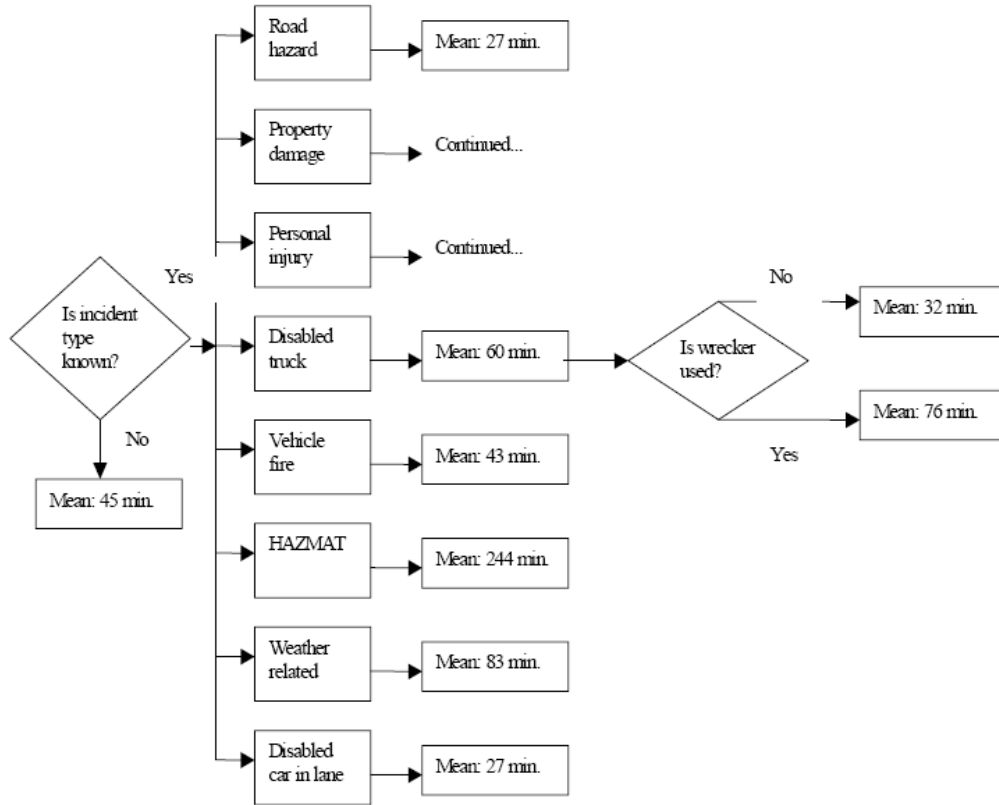 Road
hazard
Mean: 27 min.
Property
damage
Continued...
Personal
injury
Continued...
Yes
Is incident
type
known?
No
Mean: 45 min.
Disabled
truck
Mean: 60 min.
Is wrecker
used?
No
Mean: 32 min.
Yes
Mean: 76 min.
Vehicle
fire
Mean: 43 min.
HAZMAT
Mean: 244 min.
Weather
related
Mean: 83 min.
Disabled
car in lane
Mean: 27 min.